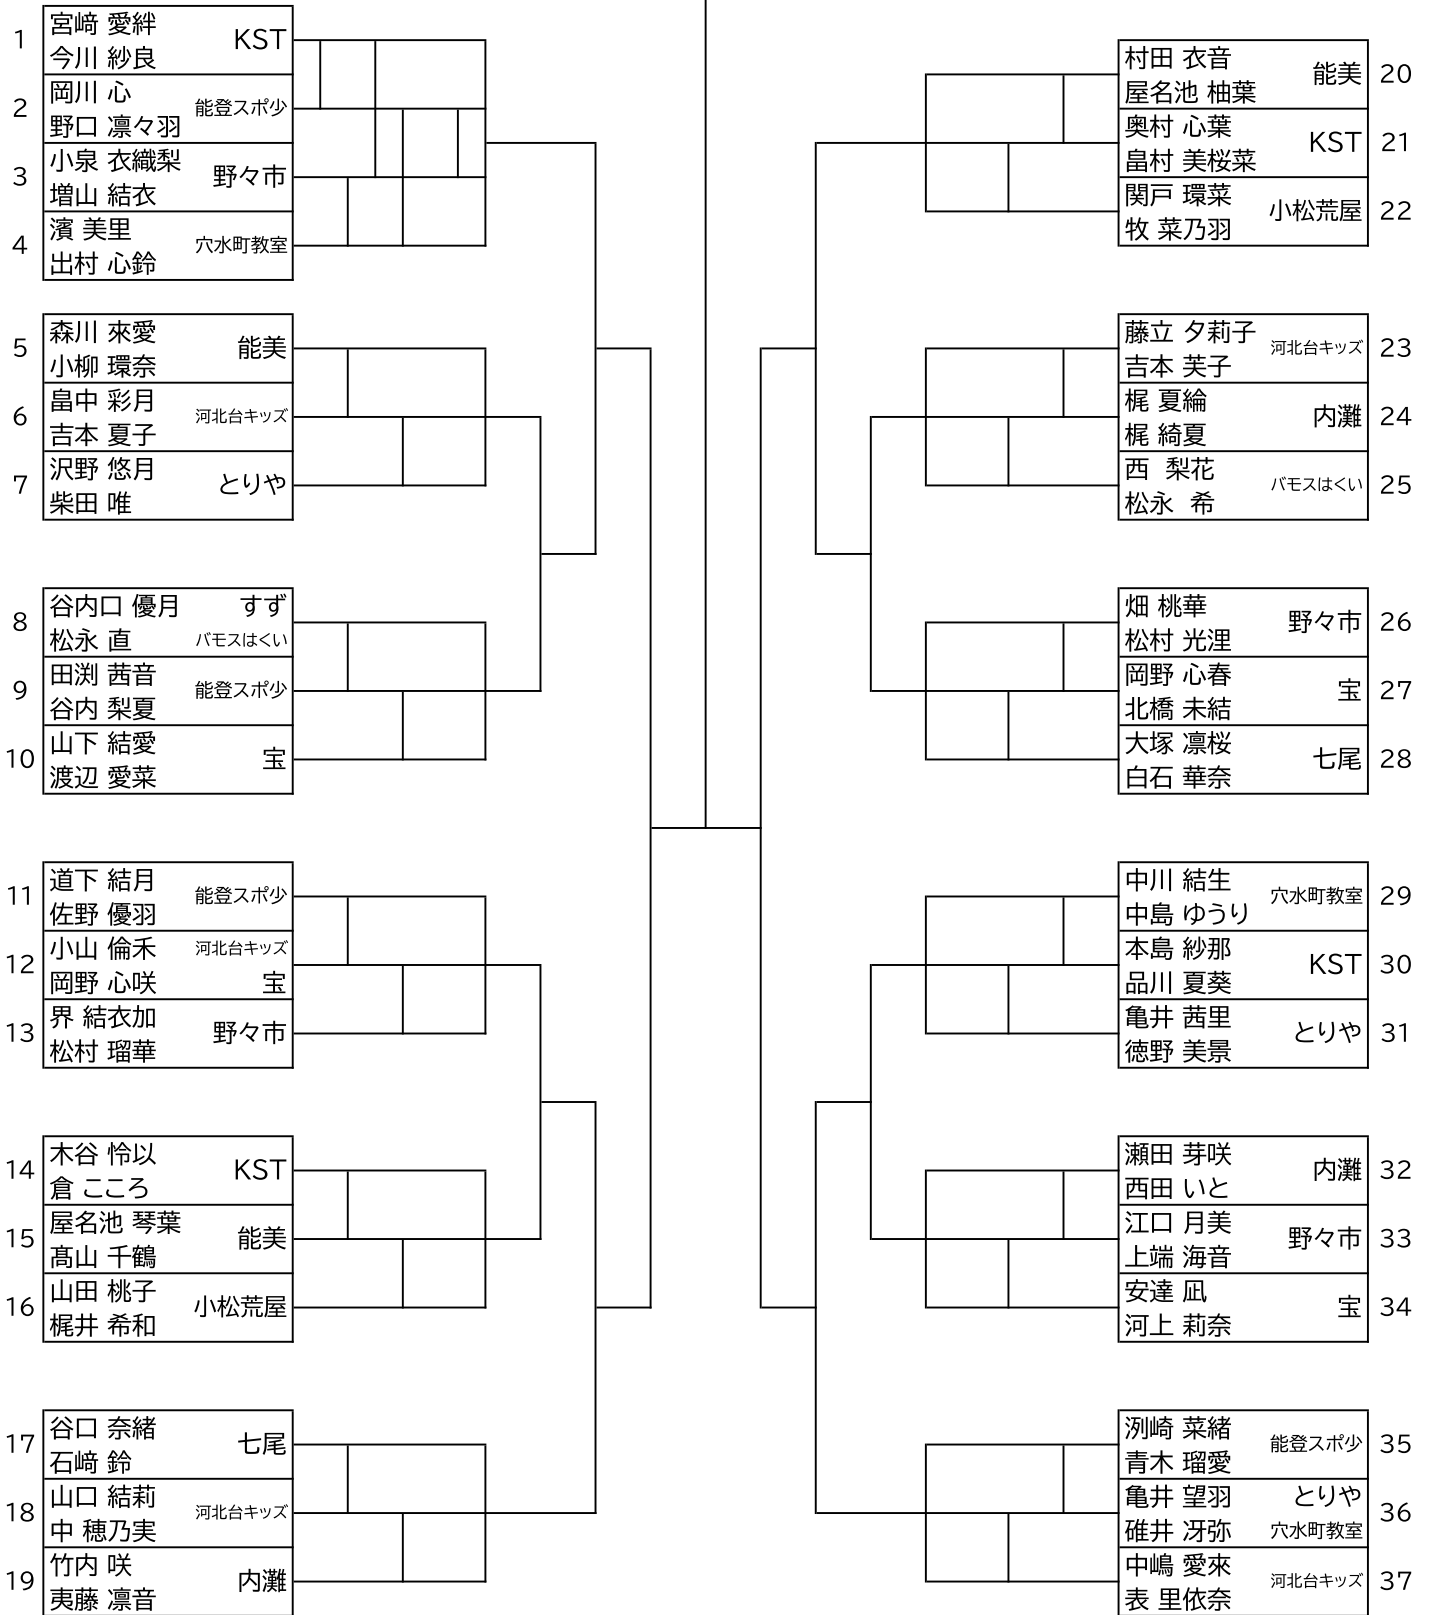 1 宮﨑 愛絆 KST
今川 紗良
2 岡川 心 能登スポ少
野口 凛々羽
3 小泉 衣織梨 野々市
増山 結衣
4 濱 美里 穴水町教室
出村 心鈴
5 森川 來愛 能美
小柳 環奈
6 畠中 彩月 河北台キッズ
吉本 夏子
7 沢野 悠月 とりや
柴田 唯
8 谷内口 優月 すず
松永 直 バモスはくい
9 田渕 茜音 能登スポ少
谷内 梨夏
10 山下 結愛 宝
渡辺 愛菜
11 道下 結月 能登スポ少
佐野 優羽
12 小山 倫禾 河北台キッズ
岡野 心咲 宝
13 界 結衣加 野々市
松村 瑠華
14 木谷 怜以 KST
倉 こころ
15 屋名池 琴葉 能美
髙山 千鶴
16 山田 桃子 小松荒屋
梶井 希和
17 谷口 奈緒 七尾
石﨑 鈴
18 山口 結莉 河北台キッズ
中 穂乃実
19 竹内 咲 内灘
夷藤 凛音
村田 衣音 能美 20
屋名池 柚葉
奥村 心葉 KST 21
畠村 美桜菜
関戸 環菜 小松荒屋 22
牧 菜乃羽
藤立 夕莉子 河北台キッズ 23
吉本 芙子
梶 夏綸 内灘 24
梶 綺夏
西 梨花 バモスはくい 25
松永 希
畑 桃華 野々市 26
松村 光浬
岡野 心春 宝 27
北橋 未結
大塚 凛桜 七尾 28
白石 華奈
中川 結生 穴水町教室 29
中島 ゆうり
本島 紗那 KST 30
品川 夏葵
亀井 茜里 とりや 31
徳野 美景
瀬田 芽咲 内灘 32
西田 いと
江口 月美 野々市 33
上端 海音
安達 凪 宝 34
河上 莉奈
洌崎 菜緒 能登スポ少 35
青木 瑠愛
亀井 望羽 とりや 36
碓井 冴弥 穴水町教室
中嶋 愛來 河北台キッズ 37
表 里依奈